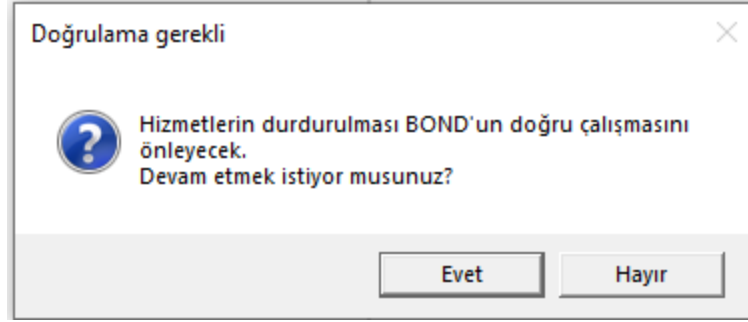 Doğrulama gerekli
Hizmetlerin durdurulması BOND'un doğru çalışmasını
önleyecek.
Devam etmek istiyor musunuz?
Evet
Hayır